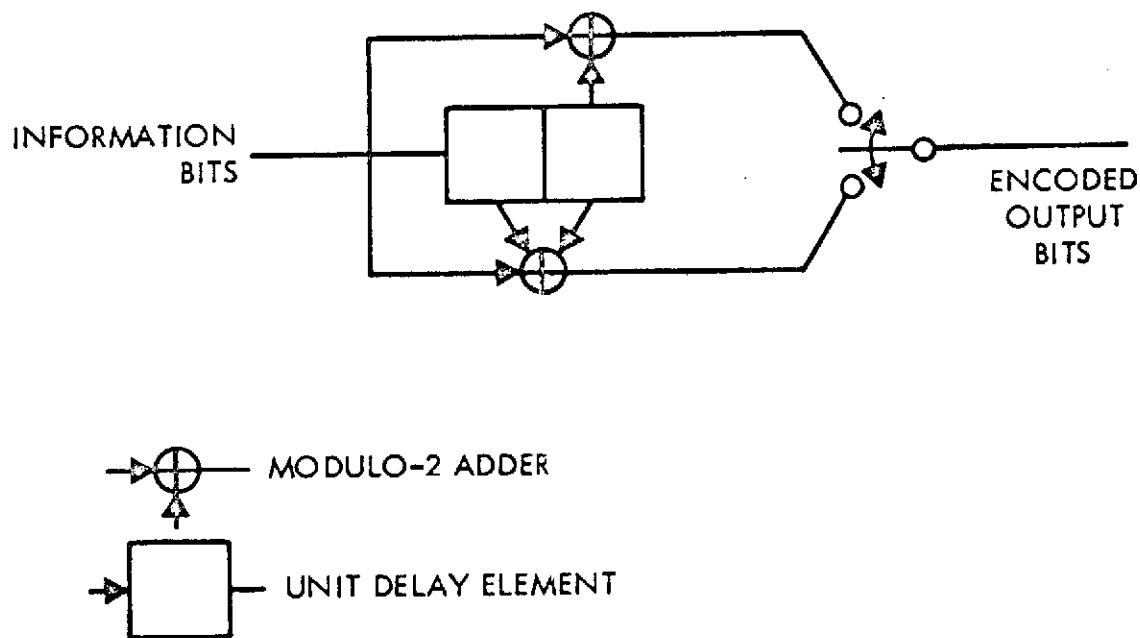 INFORMATION
BITS
ENCODED
OUTPUT
BITS
MODULO-2 ADDER
UNIT DELAY ELEMENT